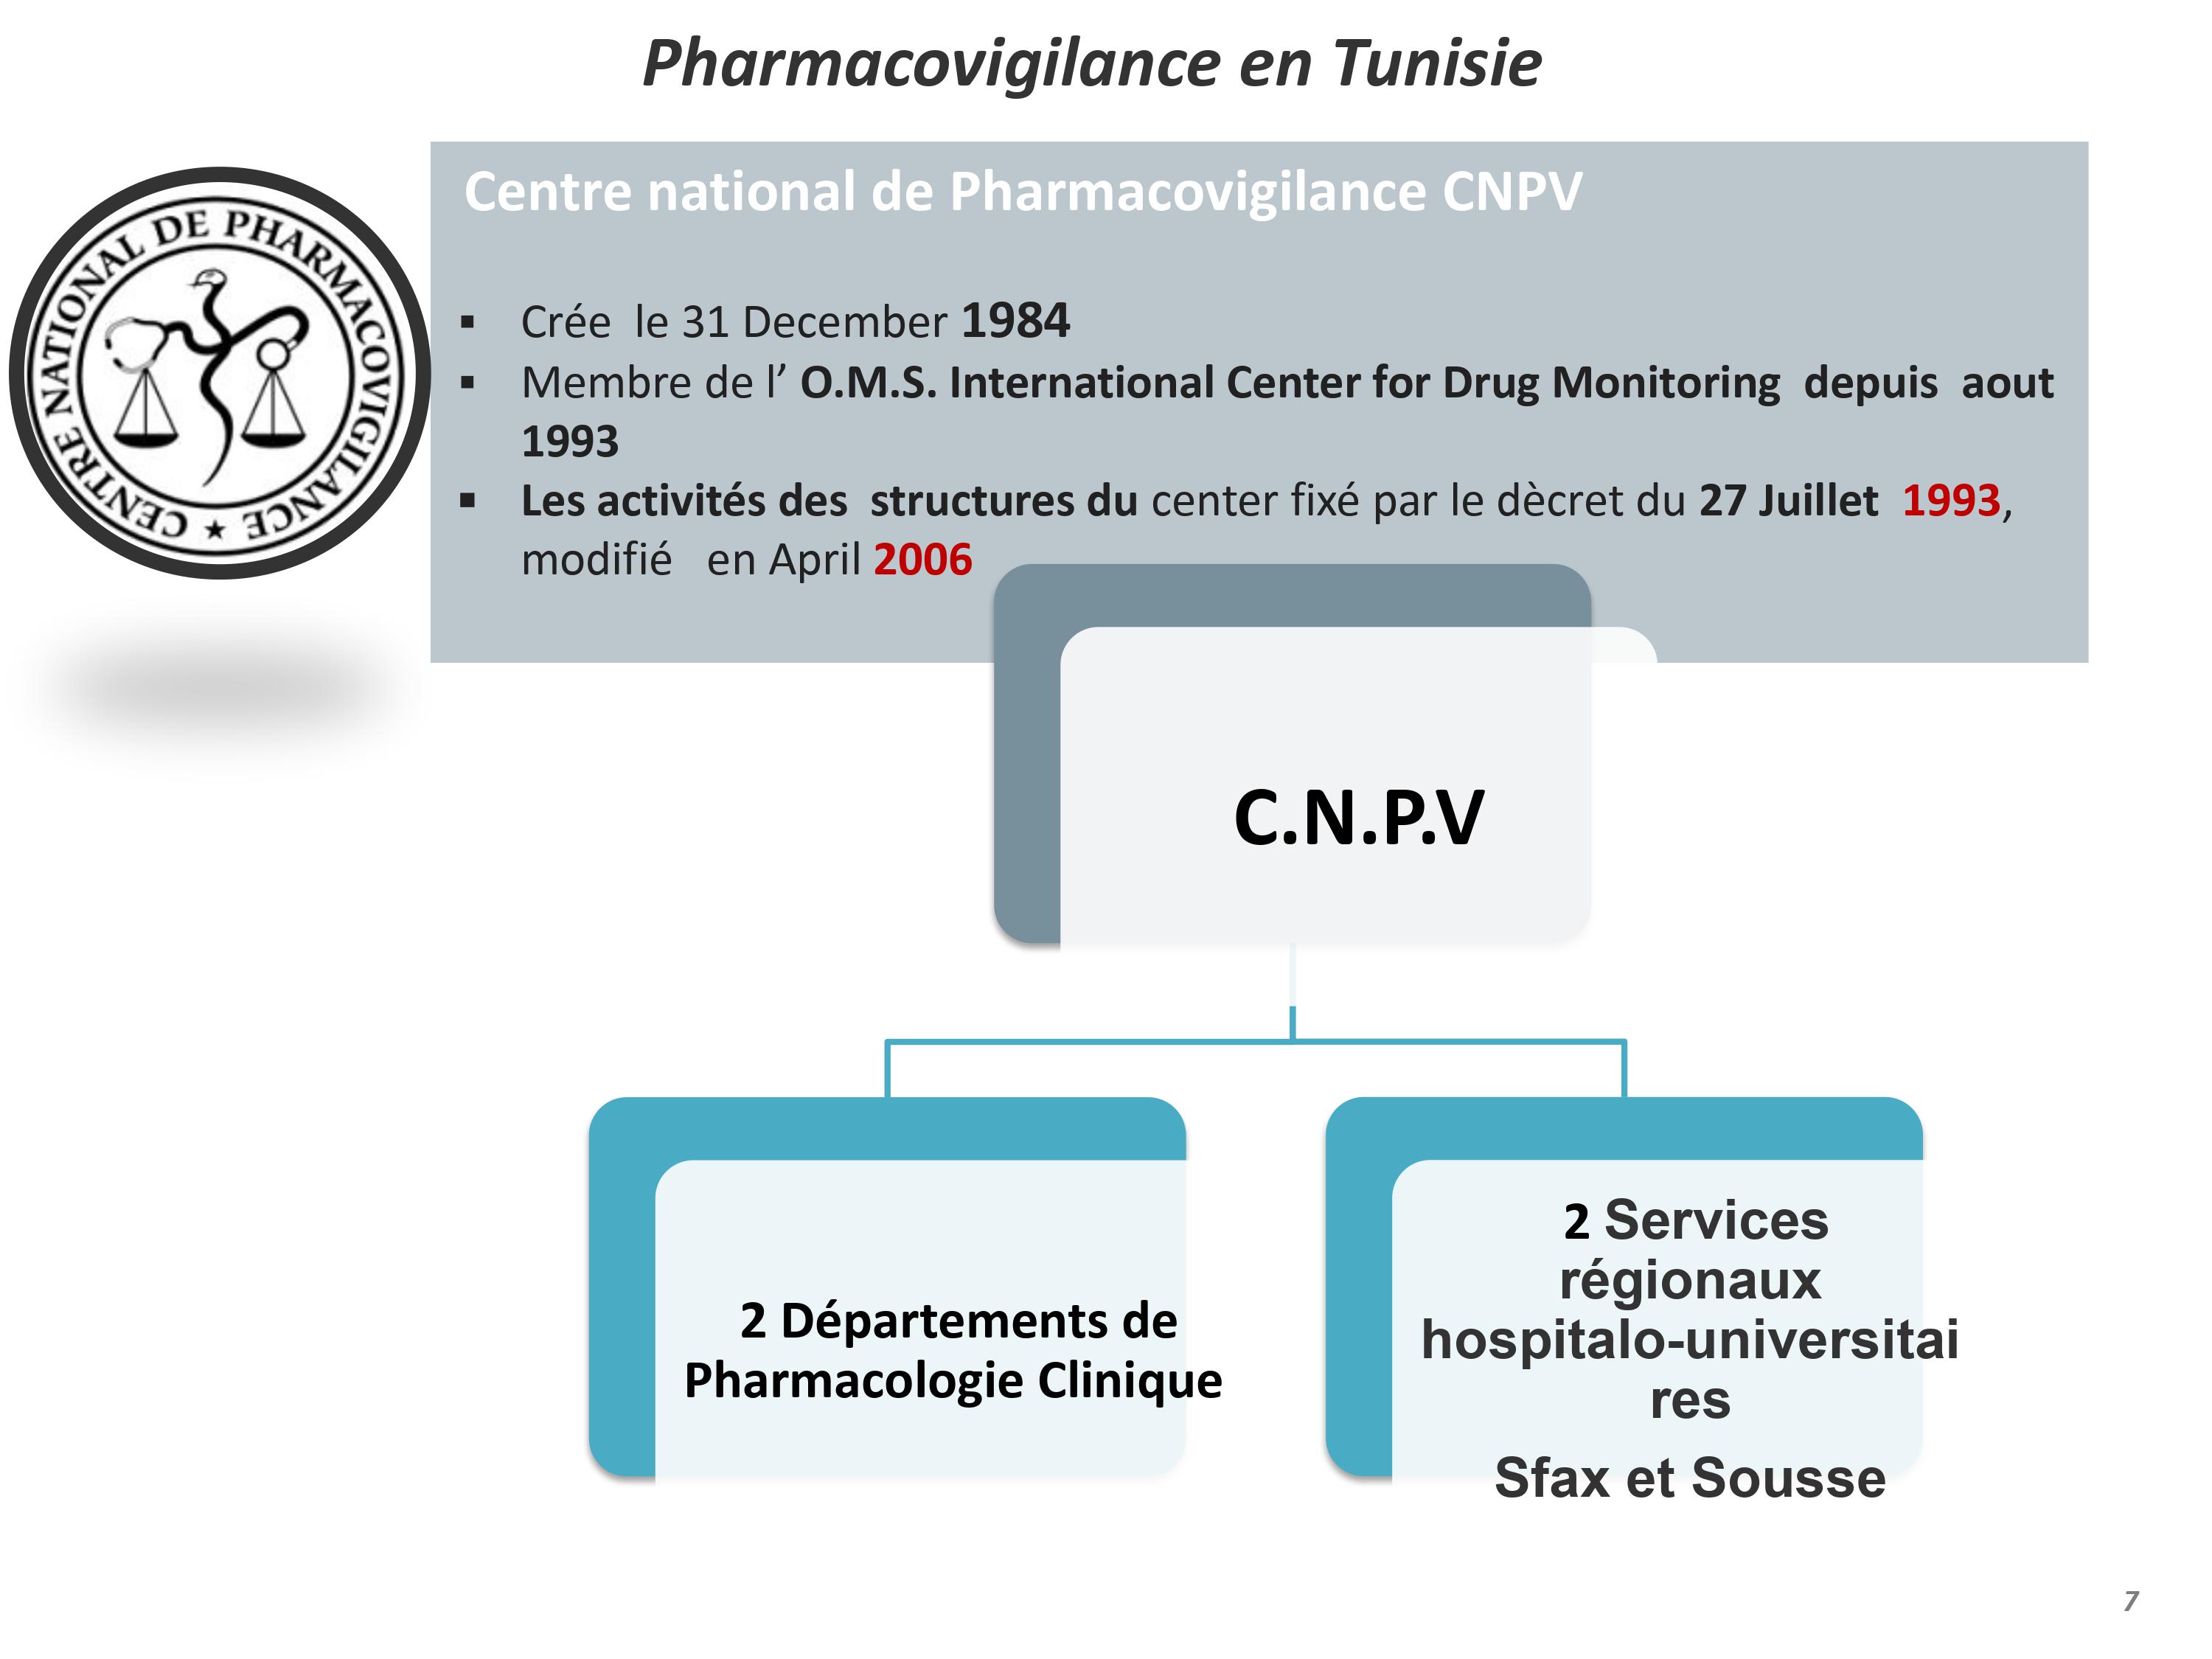 Pharmacovigilance en Tunisie
CENTRE NATIONAL DE PHARMACOVIGILANCE ★
Centre national de Pharmacovigilance CNPV
▪ Crée le 31 December 1984
▪ Membre de l’ O.M.S. International Center for Drug Monitoring depuis aout
1993
▪ Les activités des structures du center fixé par le dècret du 27 Juillet 1993,
modifié en April 2006
C.N.P.V
2 Départements de
Pharmacologie Clinique
2 Services
régionaux
hospitalo-universitai
res
Sfax et Sousse
7